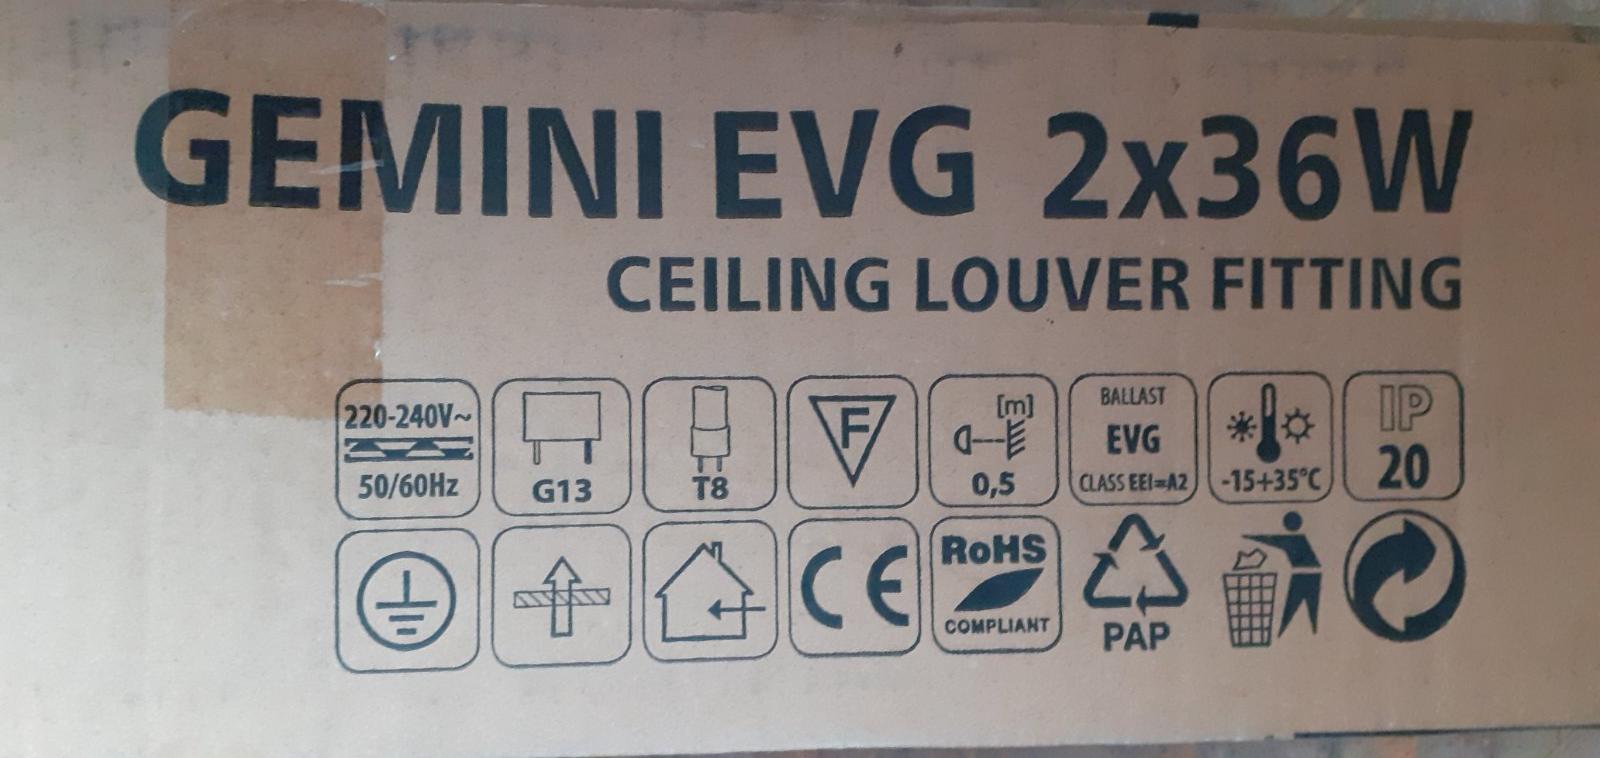 GEMINI EVG 2x36W
CEILING LOUVER FITTING
220-240V~
50/60Hz
G13
T8
F
[m]
0,5
BALLAST
EVG
CLASS EEI=A2
-15+35°C
IP
20
CE
RoHS
COMPLIANT
PAP